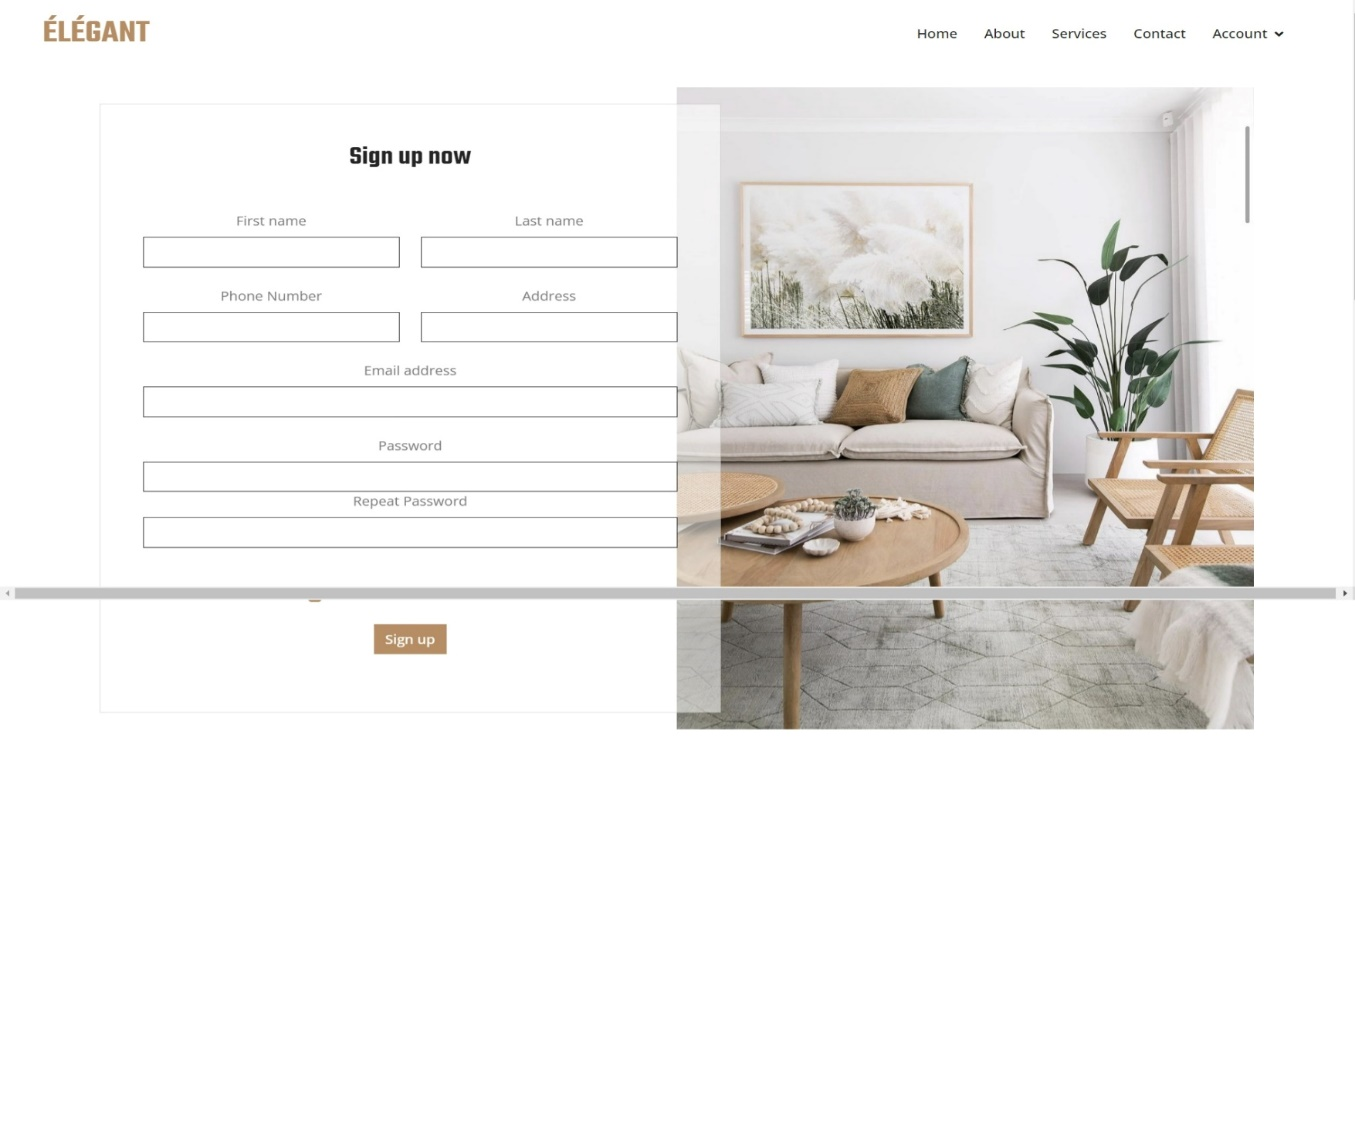 ÉLÉGANT
Home About Services Contact Account
Sign up now
First name Last name
Phone Number Address
Email address
Password
Repeat Password
Sign up